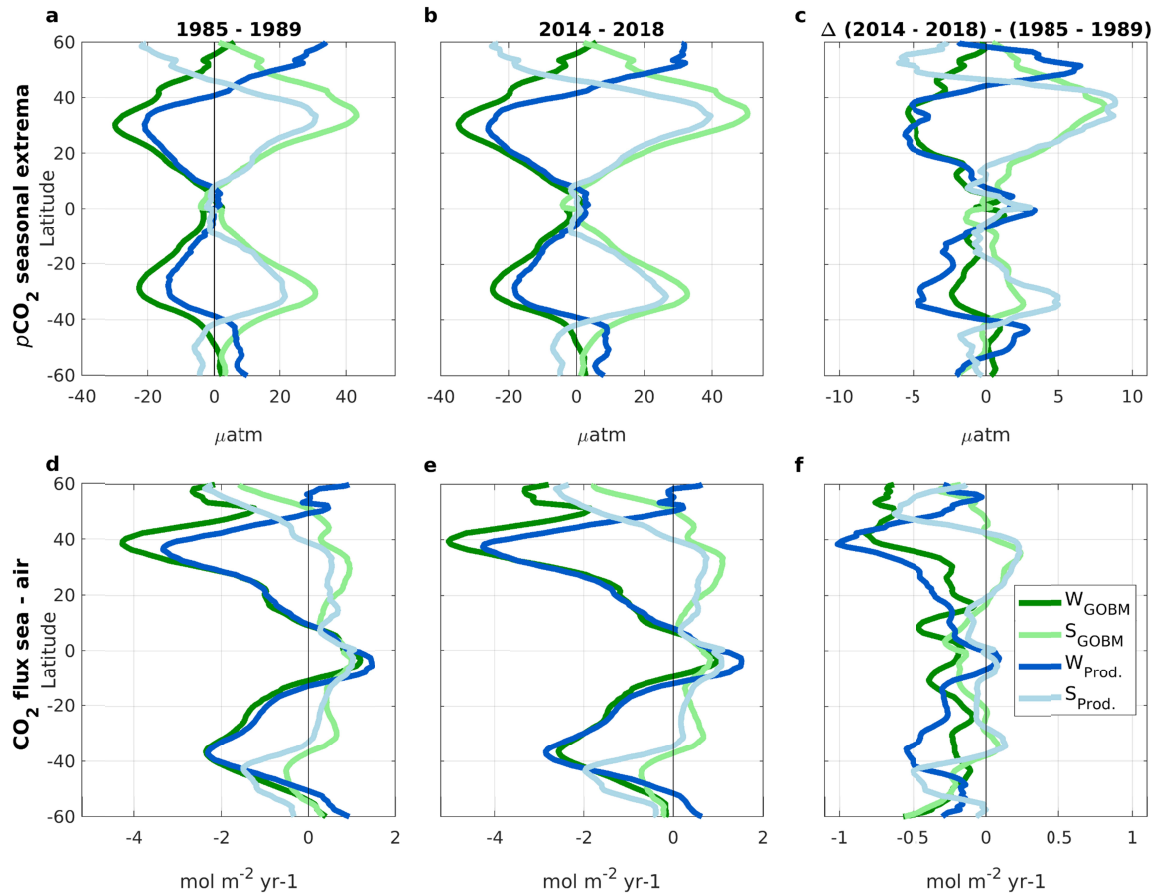 a
1985 - 1989
b
2014 - 2018
c
Δ (2014 - 2018) - (1985 - 1989)
pCO2 seasonal extrema
Latitude
60
40
20
0
-20
-40
-60
-40 -20 0 20 40
μatm
-40 -20 0 20 40
μatm
-10 -5 0 5 10
μatm
d
e
f
CO2 flux sea - air
Latitude
60
40
20
0
-20
-40
-60
-4 -2 0 2
mol m-2 yr-1
-4 -2 0 2
mol m-2 yr-1
-1 -0.5 0 0.5 1
mol m-2 yr-1
WGOBM
SGOBM
WProd.
SProd.